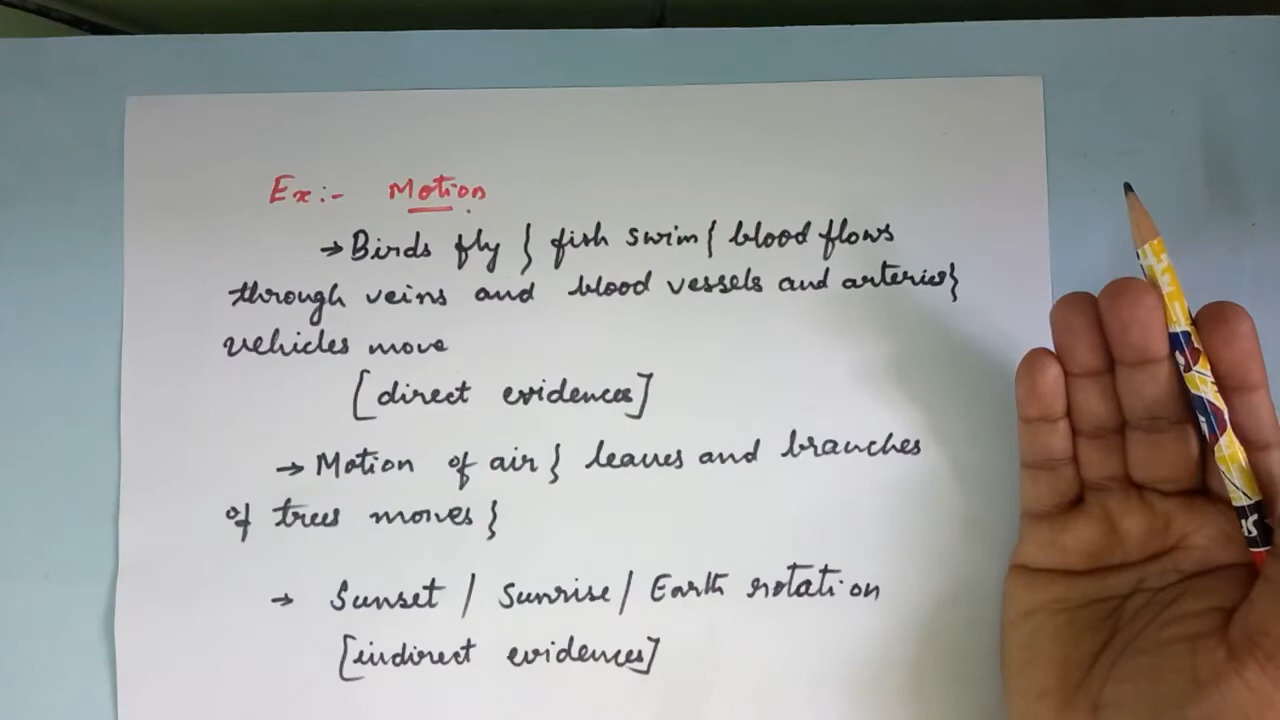 Ex:- Motion
→ Birds fly } fish swim { blood flows
through veins and blood vessels and arteries}
vehicles move
[direct evidences]
→ Motion of air } leaves and branches
of trees moves }
→ Sunset / Sunrise / Earth rotation
[indirect evidences]